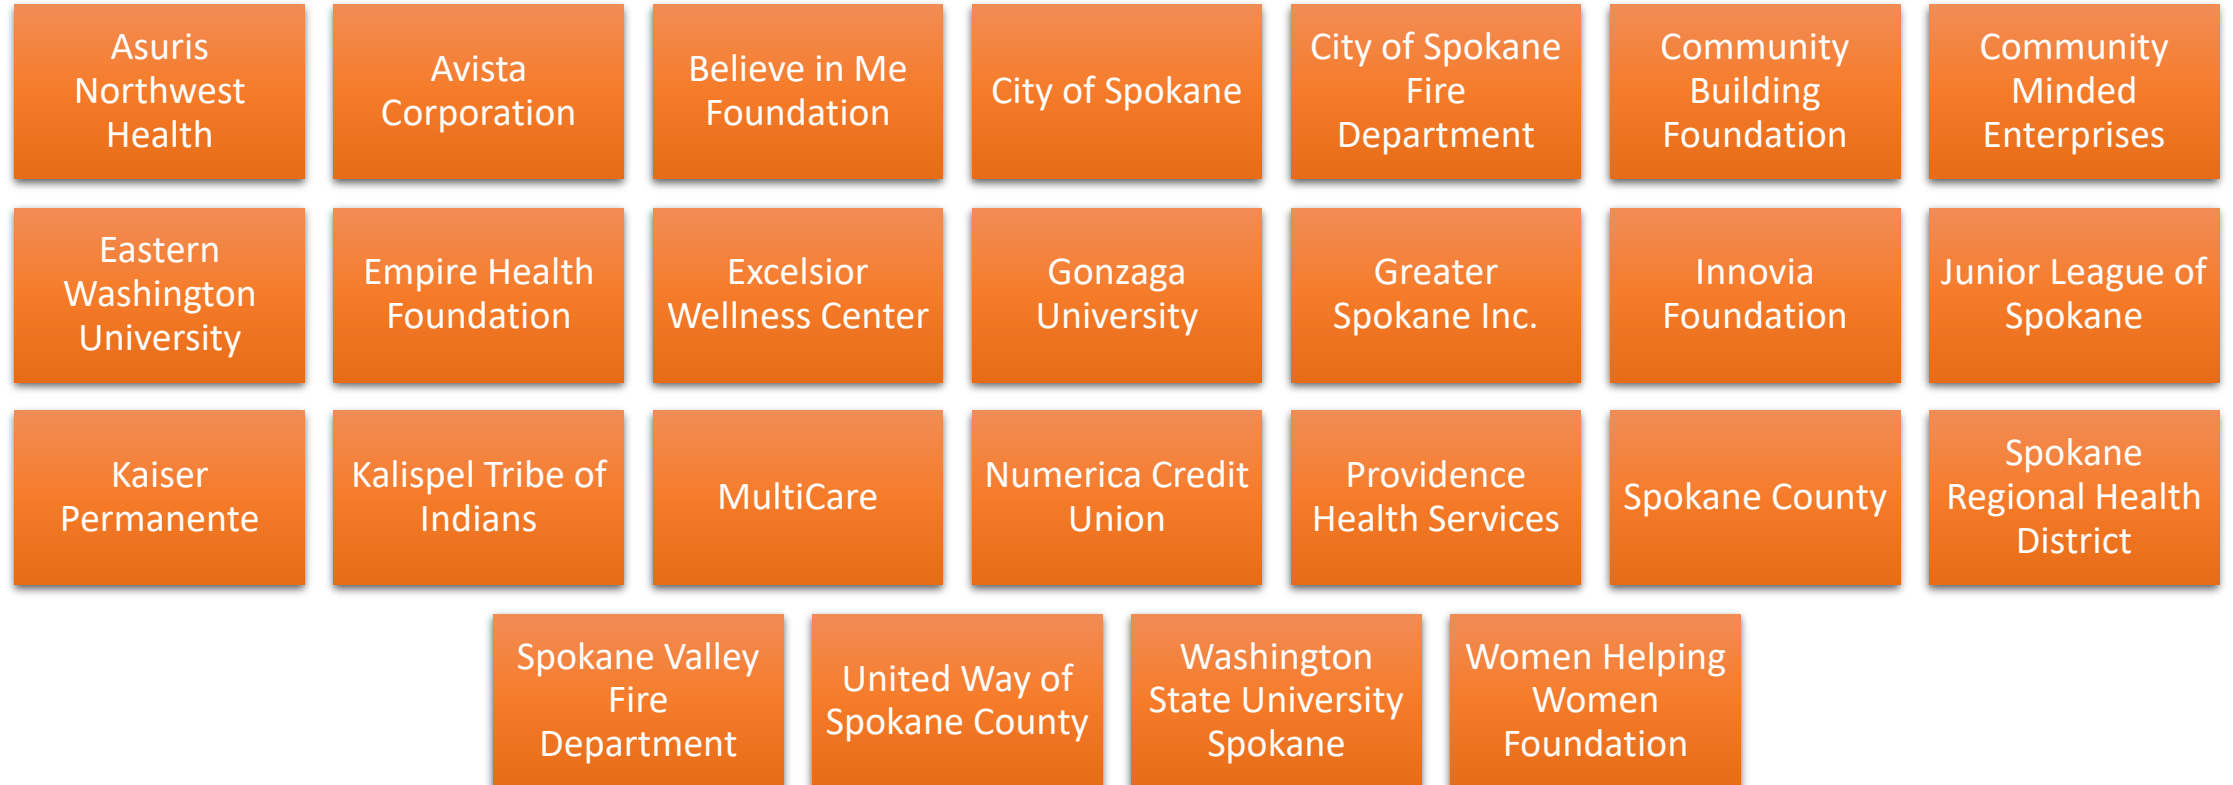 Asuris
Northwest
Health
Avista
Corporation
Believe in Me
Foundation
City of Spokane
City of Spokane
Fire
Department
Community
Building
Foundation
Community
Minded
Enterprises
Eastern
Washington
University
Empire Health
Foundation
Excelsior
Wellness Center
Gonzaga
University
Greater
Spokane Inc.
Innovia
Foundation
Junior League of
Spokane
Kaiser
Permanente
Kalispel Tribe of
Indians
MultiCare
Numerica Credit
Union
Providence
Health Services
Spokane County
Spokane
Regional Health
District
Spokane Valley
Fire
Department
United Way of
Spokane County
Washington
State University
Spokane
Women Helping
Women
Foundation